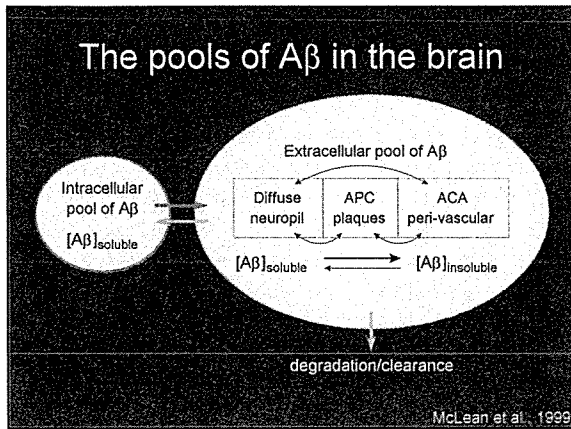 The pools of Aβ in the brain
Extracellular pool of Aβ
Intracellular
pool of Aβ
[Aβ]soluble
Diffuse
neuropil
APC
plaques
ACA
peri-vascular
[Aβ]soluble
[Aβ]insoluble
degradation/clearance
McLean et al., 1999